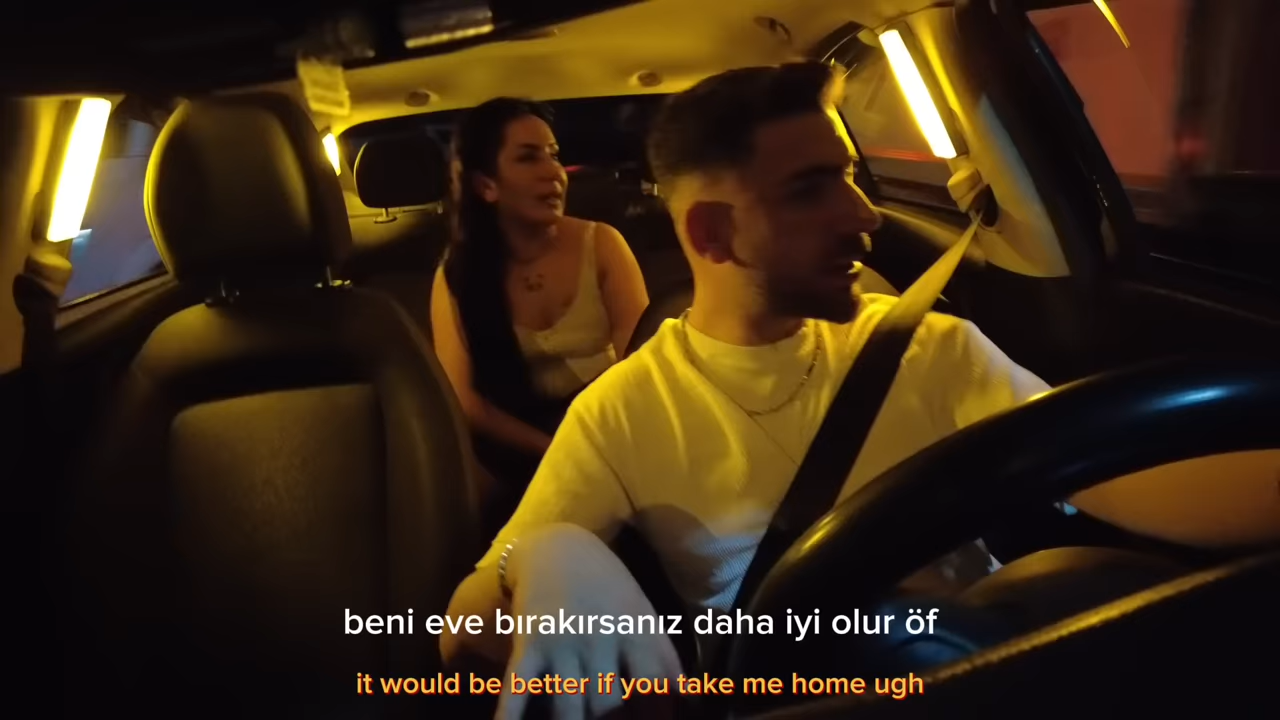 beni eve bırakırsanız daha iyi olur öf
it would be better if you take me home ugh